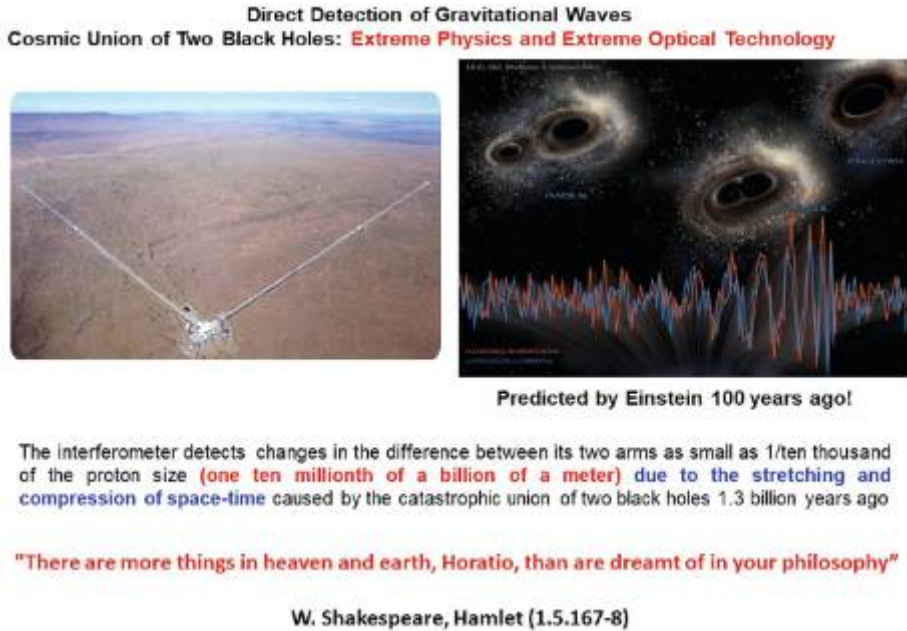 Direct Detection of Gravitational Waves
Cosmic Union of Two Black Holes: Extreme Physics and Extreme Optical Technology
Predicted by Einstein 100 years ago!
The interferometer detects changes in the difference between its two arms as small as 1/ten thousand
of the proton size (one ten millionth of a billion of a meter) due to the stretching and
compression of space-time caused by the catastrophic union of two black holes 1.3 billion years ago
"There are more things in heaven and earth, Horatio, than are dreamt of in your philosophy”
W. Shakespeare, Hamlet (1.5.167-8)